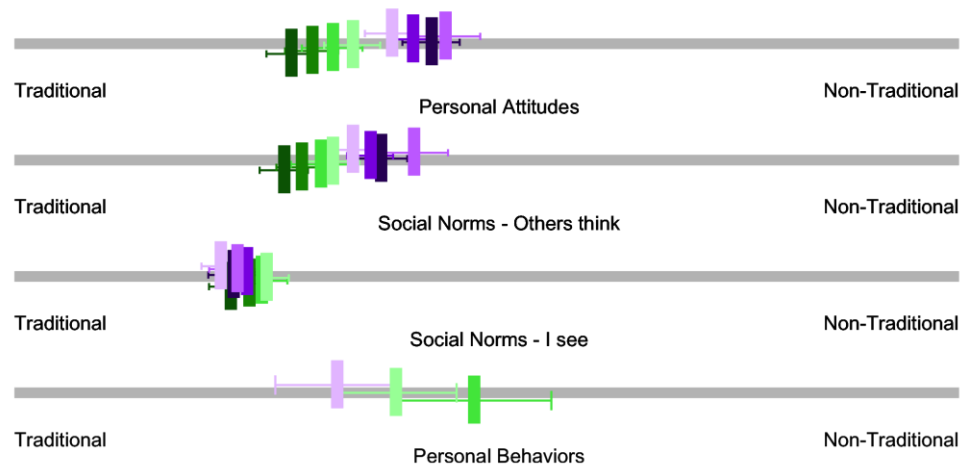 Traditional
Non-Traditional
Personal Attitudes
Traditional
Non-Traditional
Social Norms - Others think
Traditional
Non-Traditional
Social Norms - I see
Traditional
Non-Traditional
Personal Behaviors